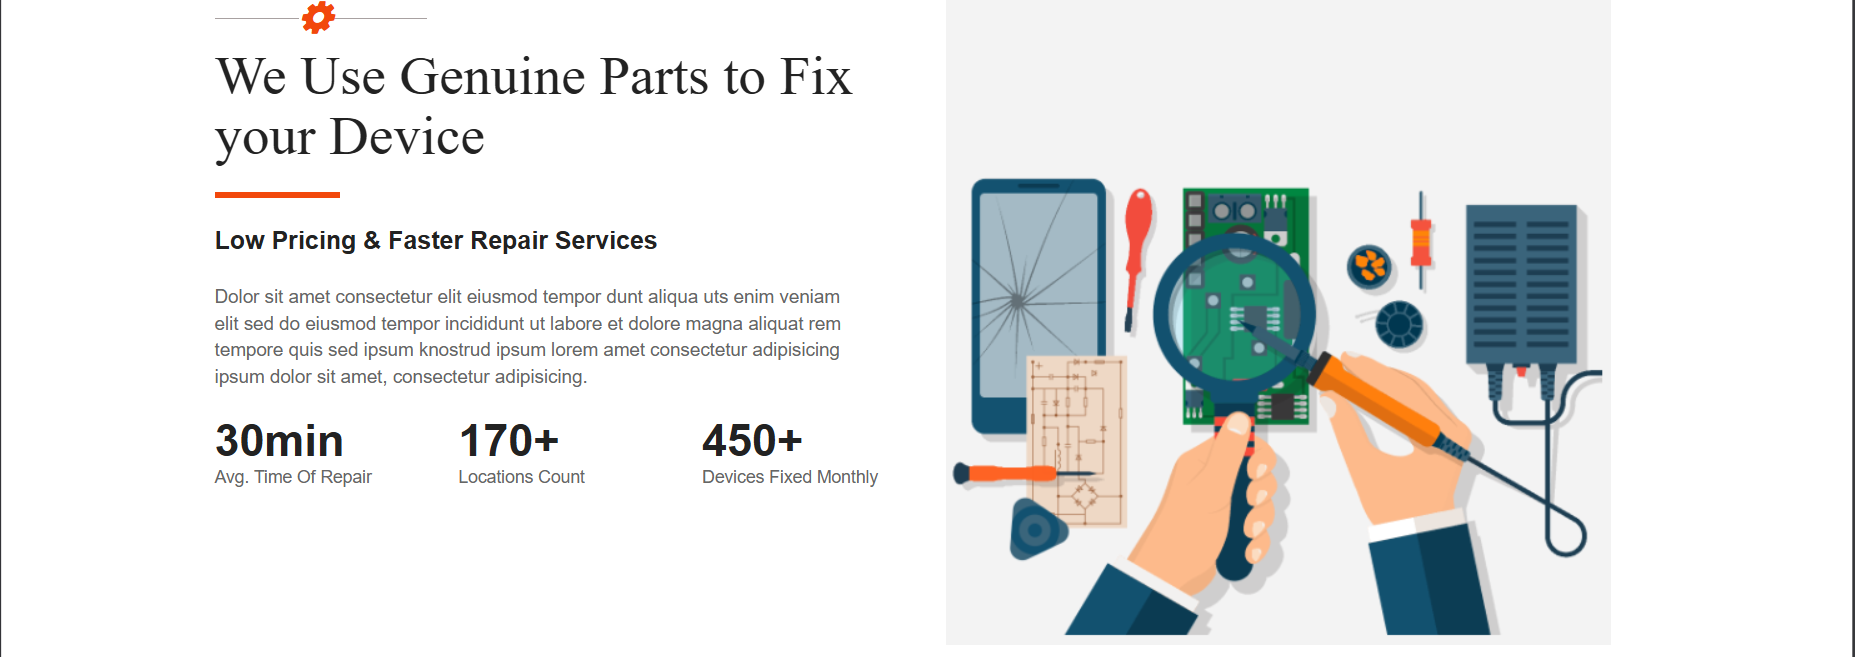 We Use Genuine Parts to Fix
your Device
Low Pricing & Faster Repair Services
Dolor sit amet consectetur elit eiusmod tempor dunt aliqua uts enim veniam
elit sed do eiusmod tempor incididunt ut labore et dolore magna aliquat rem
tempore quis sed ipsum knostrud ipsum lorem amet consectetur adipisicing
ipsum dolor sit amet, consectetur adipisicing.
30min
Avg. Time Of Repair
170+
Locations Count
450+
Devices Fixed Monthly